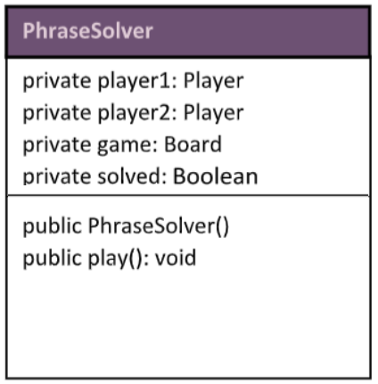 PhraseSolver
private player1: Player
private player2: Player
private game: Board
private solved: Boolean
public PhraseSolver()
public play(): void